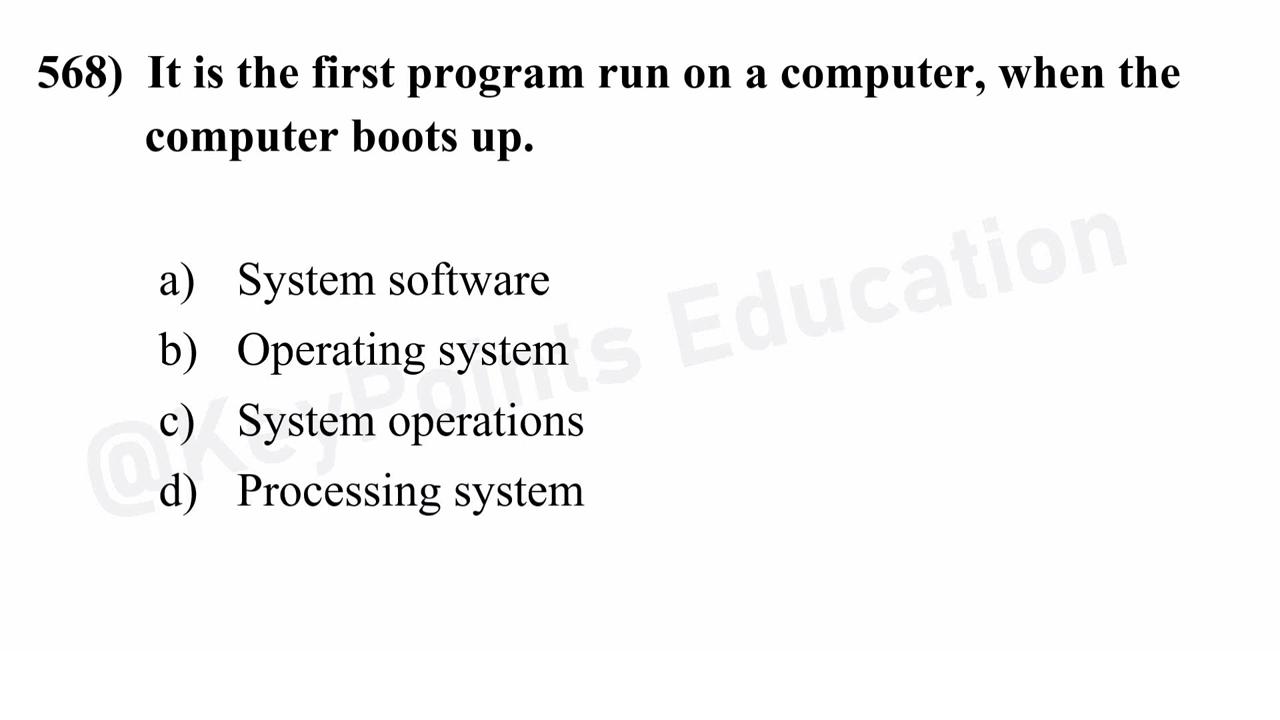 568) It is the first program run on a computer, when the
computer boots up.
a) System software
b) Operating system
c) System operations
d) Processing system
@KeyPoints Education